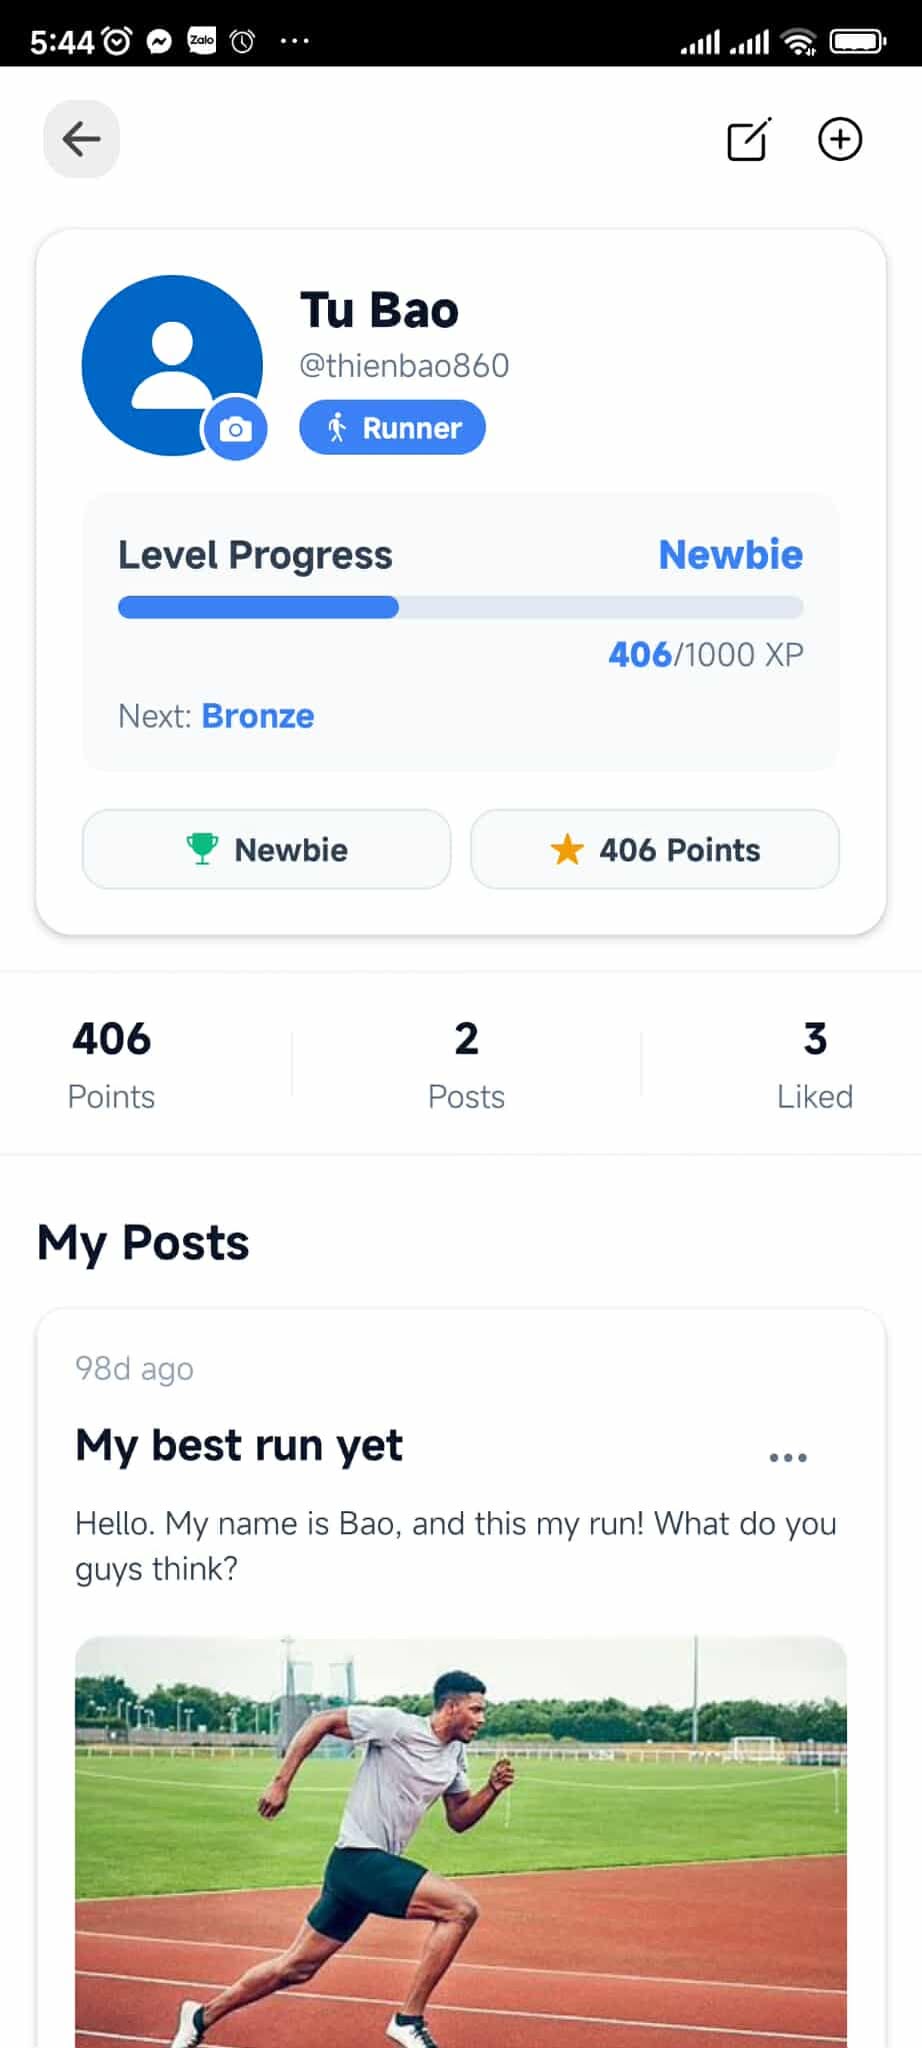 5:44
Zalo
Tu Bao
@thienbao860
Runner
Level Progress
Newbie
406/1000 XP
Next: Bronze
Newbie
406 Points
406
Points
2
Posts
3
Liked
My Posts
98d ago
My best run yet
Hello. My name is Bao, and this my run! What do you
guys think?